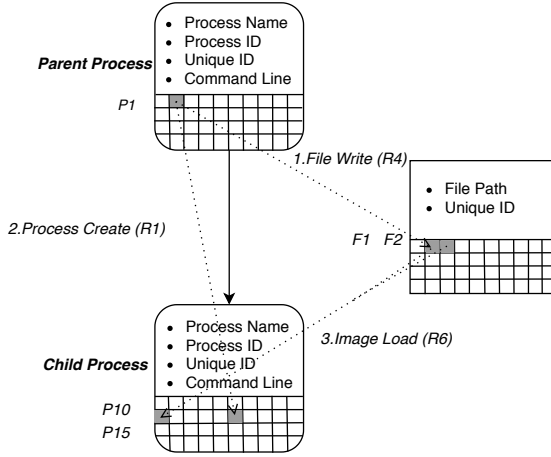 • Process Name
• Process ID
Parent Process
• Unique ID
• Command Line
P1
1.File Write (R4)
• File Path
• Unique ID
2.Process Create (R1)
F1 F2
• Process Name
3.Image Load (R6)
• Process ID
Child Process
• Unique ID
• Command Line
P10
P15